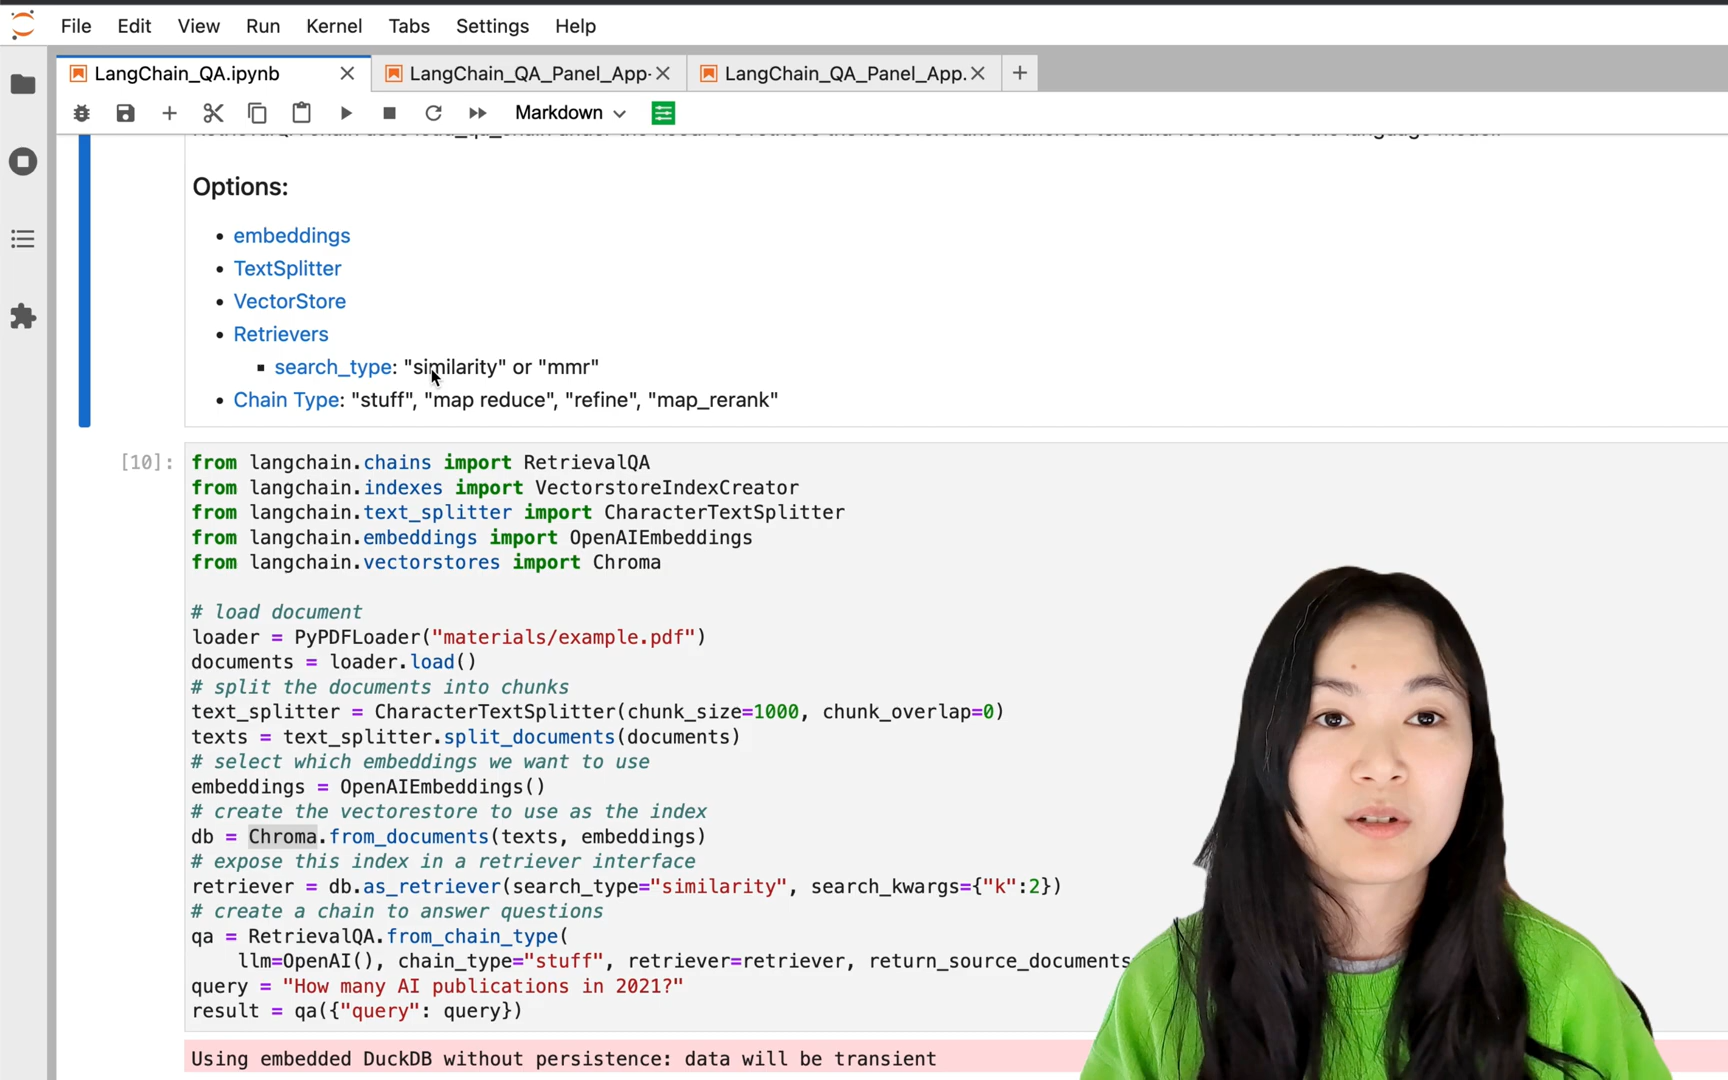 File Edit View Run Kernel Tabs Settings Help
LangChain_QA.ipynb LangChain_QA_Panel_App- LangChain_QA_Panel_App.
Markdown
Options:
embeddings
TextSplitter
VectorStore
Retrievers
search_type: "similarity" or "mmr"
Chain Type: "stuff", "map reduce", "refine", "map_rerank"
[10]:
from langchain.chains import RetrievalQA
from langchain.indexes import VectorstoreIndexCreator
from langchain.text_splitter import CharacterTextSplitter
from langchain.embeddings import OpenAIEmbeddings
from langchain.vectorstores import Chroma
# load document
loader = PyPDFLoader("materials/example.pdf")
documents = loader.load()
# split the documents into chunks
text_splitter = CharacterTextSplitter(chunk_size=1000, chunk_overlap=0)
texts = text_splitter.split_documents(documents)
# select which embeddings we want to use
embeddings = OpenAIEmbeddings()
# create the vectorestore to use as the index
db = Chroma.from_documents(texts, embeddings)
# expose this index in a retriever interface
retriever = db.as_retriever(search_type="similarity", search_kwargs={"k":2})
# create a chain to answer questions
qa = RetrievalQA.from_chain_type(
llm=OpenAI(), chain_type="stuff", retriever=retriever, return_source_documents
query = "How many AI publications in 2021?"
result = qa({"query": query})
Using embedded DuckDB without persistence: data will be transient